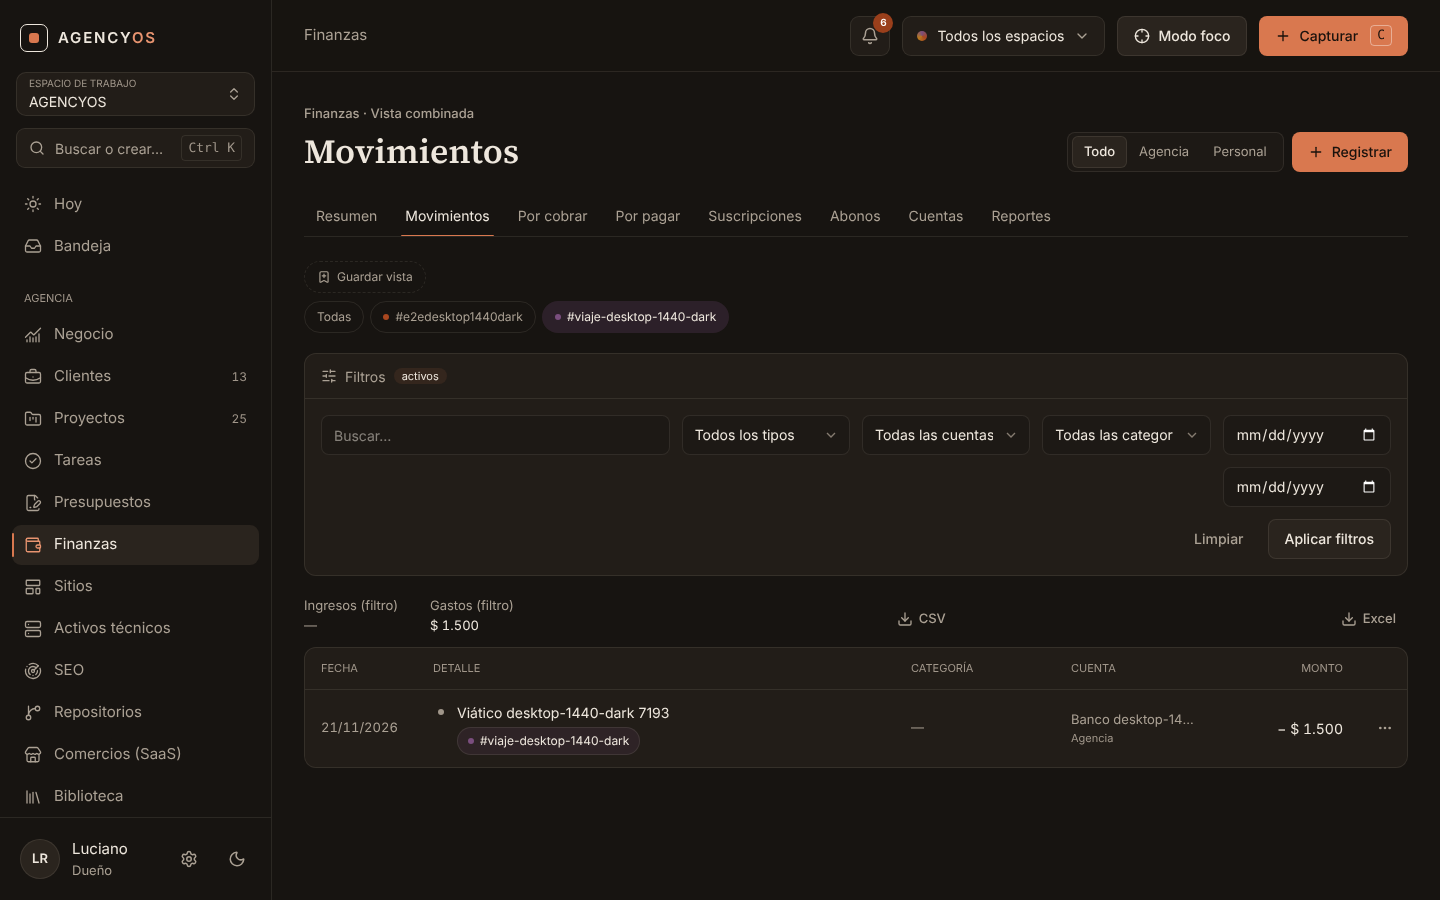 AGENCYOS
ESPACIO DE TRABAJO
AGENCYOS
Buscar o crear... Ctrl K
Hoy
Bandeja
AGENCIA
Negocio
Clientes 13
Proyectos 25
Tareas
Presupuestos
Finanzas
Sitios
Activos técnicos
SEO
Repositorios
Comercios (SaaS)
Biblioteca
LR
Luciano
Dueño
Finanzas
6
Todos los espacios
Modo foco
Capturar C
Finanzas · Vista combinada
Movimientos
Todo Agencia Personal
Registrar
Resumen Movimientos Por cobrar Por pagar Suscripciones Abonos Cuentas Reportes
Guardar vista
Todas #e2edesktop1440dark #viaje-desktop-1440-dark
Filtros activos
Buscar... Todos los tipos Todas las cuentas Todas las categor mm/dd/yyyy
mm/dd/yyyy
Limpiar Aplicar filtros
Ingresos (filtro) Gastos (filtro)
— $ 1.500
CSV Excel
FECHA DETALLE CATEGORÍA CUENTA MONTO
21/11/2026 Viático desktop-1440-dark 7193 — Banco desktop-14... − $ 1.500 ...
#viaje-desktop-1440-dark Agencia